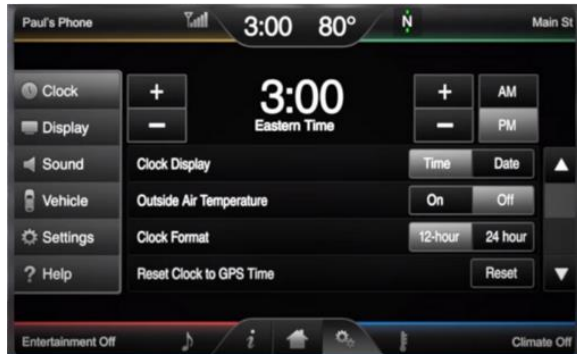 Paul's Phone 3:00 80° N Main St
Clock
Display
Sound
Vehicle
Settings
? Help
+ 3:00 + AM
− Eastern Time − PM
Clock Display Time Date
Outside Air Temperature On Off
Clock Format 12-hour 24 hour
Reset Clock to GPS Time Reset
Entertainment Off i Climate Off